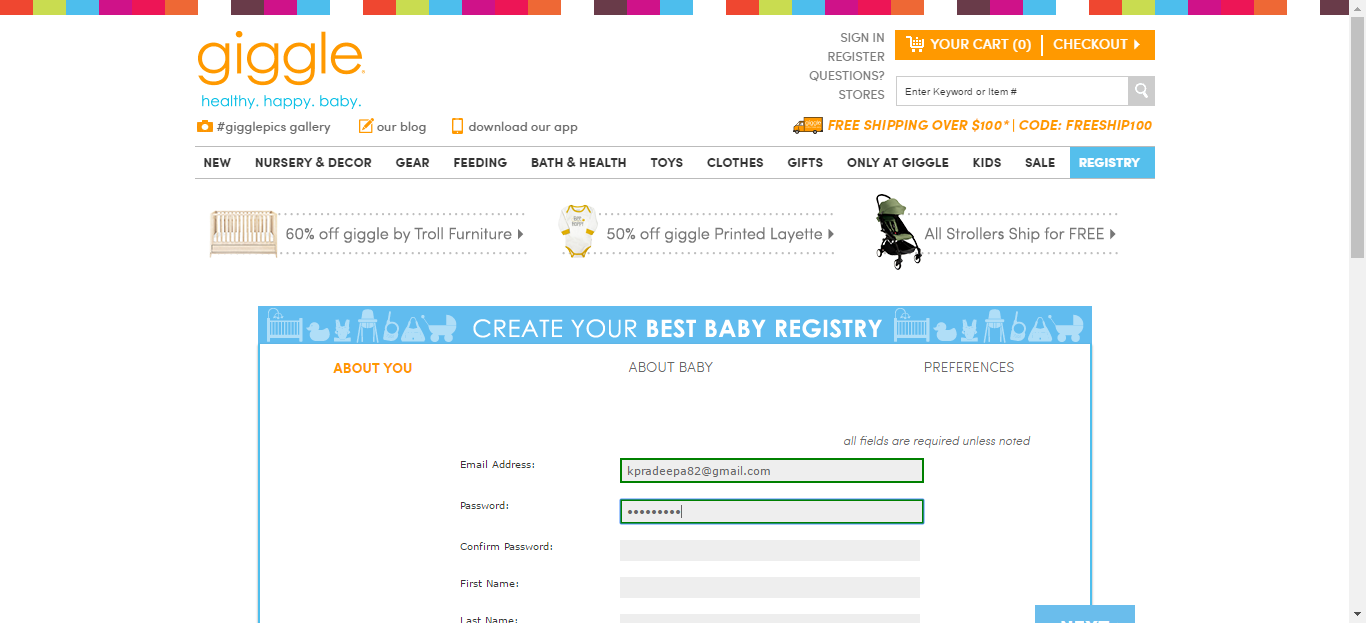 giggle
healthy. happy. baby.
SIGN IN
REGISTER
QUESTIONS?
STORES
YOUR CART (0)
CHECKOUT
Enter Keyword or Item #
#gigglepics gallery
our blog
download our app
FREE SHIPPING OVER $100* | CODE: FREESHIP100
NEW
NURSERY & DECOR
GEAR
FEEDING
BATH & HEALTH
TOYS
CLOTHES
GIFTS
ONLY AT GIGGLE
KIDS
SALE
REGISTRY
60% off giggle by Troll Furniture
50% off giggle Printed Layette
All Strollers Ship for FREE
CREATE YOUR BEST BABY REGISTRY
ABOUT YOU
ABOUT BABY
PREFERENCES
all fields are required unless noted
Email Address:
kpradeepa82@gmail.com
Password:
•••••••••
Confirm Password:
First Name:
Last Name:
NEXT